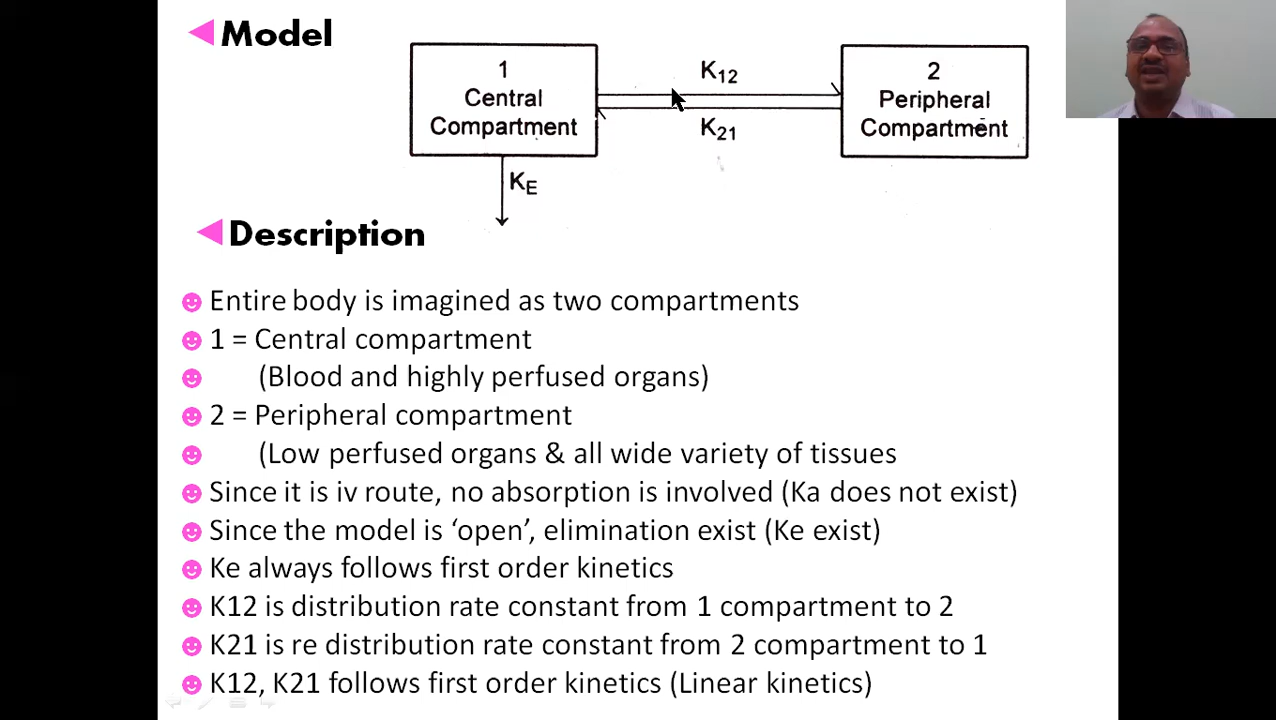 Model
1
Central
Compartment
K12
K21
2
Peripheral
Compartment
KE
Description
Entire body is imagined as two compartments
1 = Central compartment
(Blood and highly perfused organs)
2 = Peripheral compartment
(Low perfused organs & all wide variety of tissues
Since it is iv route, no absorption is involved (Ka does not exist)
Since the model is ‘open’, elimination exist (Ke exist)
Ke always follows first order kinetics
K12 is distribution rate constant from 1 compartment to 2
K21 is re distribution rate constant from 2 compartment to 1
K12, K21 follows first order kinetics (Linear kinetics)